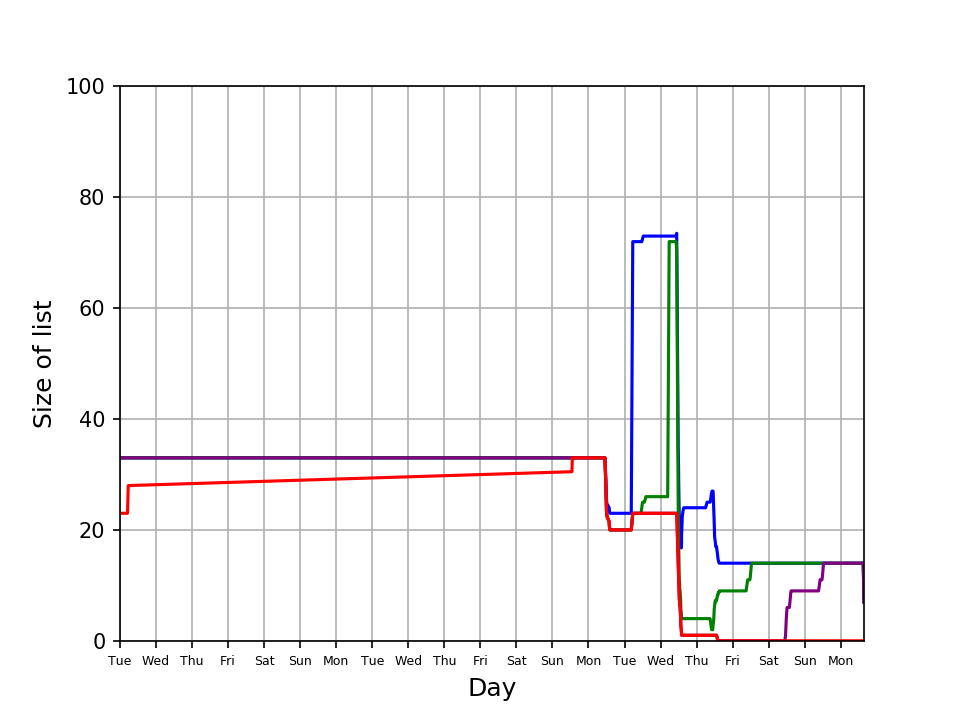 100
80
60
40
20
0
Size of list
Tue Wed Thu Fri Sat Sun Mon Tue Wed Thu Fri Sat Sun Mon Tue Wed Thu Fri Sat Sun Mon
Day